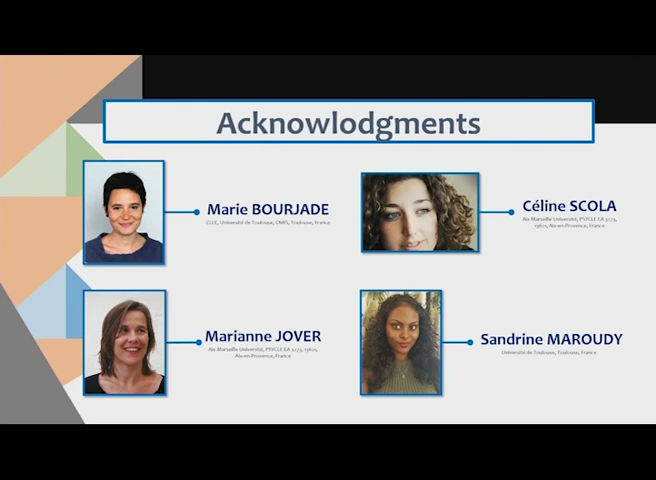 Acknowlodgments
Marie BOURJADE
CLLE, Université de Toulouse, CNRS, Toulouse, France
Céline SCOLA
Aix Marseille Université, PSYCLE EA 3273,
13621, Aix-en-Provence, France
Marianne JOVER
Aix Marseille Université, PSYCLE EA 3273, 13621,
Aix-en-Provence, France
Sandrine MAROUDY
Université de Toulouse, Toulouse, France